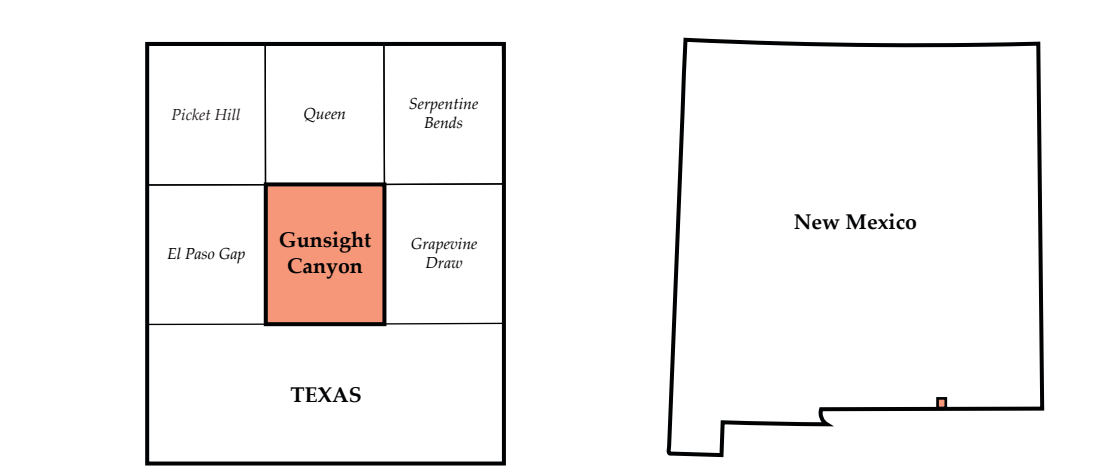 Picket Hill
Queen
Serpentine
Bends
El Paso Gap
Gunsight
Canyon
Grapevine
Draw
TEXAS
New Mexico